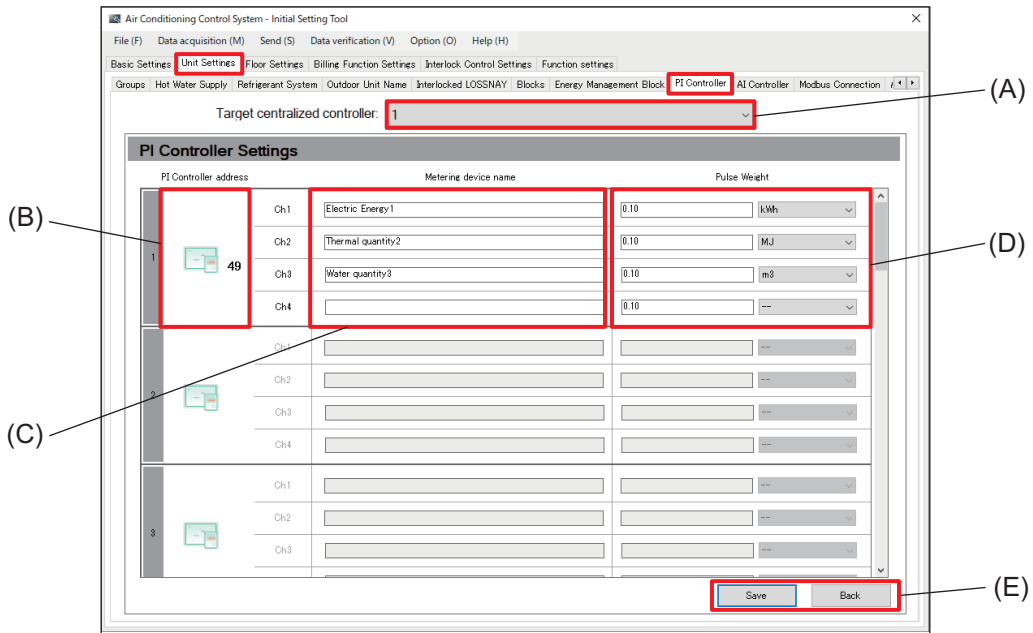 Air Conditioning Control System - Initial Setting Tool
File (F) Data acquisition (M) Send (S) Data verification (V) Option (O) Help (H)
Basic Settings Unit Settings Floor Settings Billing Function Settings Interlock Control Settings Function settings
Groups Hot Water Supply Refrigerant System Outdoor Unit Name Interlocked LOSSNAY Blocks Energy Management Block PI Controller AI Controller Modbus Connection
(A)
Target centralized controller: 1
PI Controller Settings
PI Controller address Metering device name Pulse Weight
(B)
1 49 Ch1 Electric Energy1 0.10 kWh
Ch2 Thermal quantity2 0.10 MJ
(D)
Ch3 Water quantity3 0.10 m3
Ch4 0.10 --
2 Ch1 --
Ch2 --
Ch3 --
(C)
Ch4 --
3 Ch1 --
Ch2 --
Ch3 --
Save Back
(E)